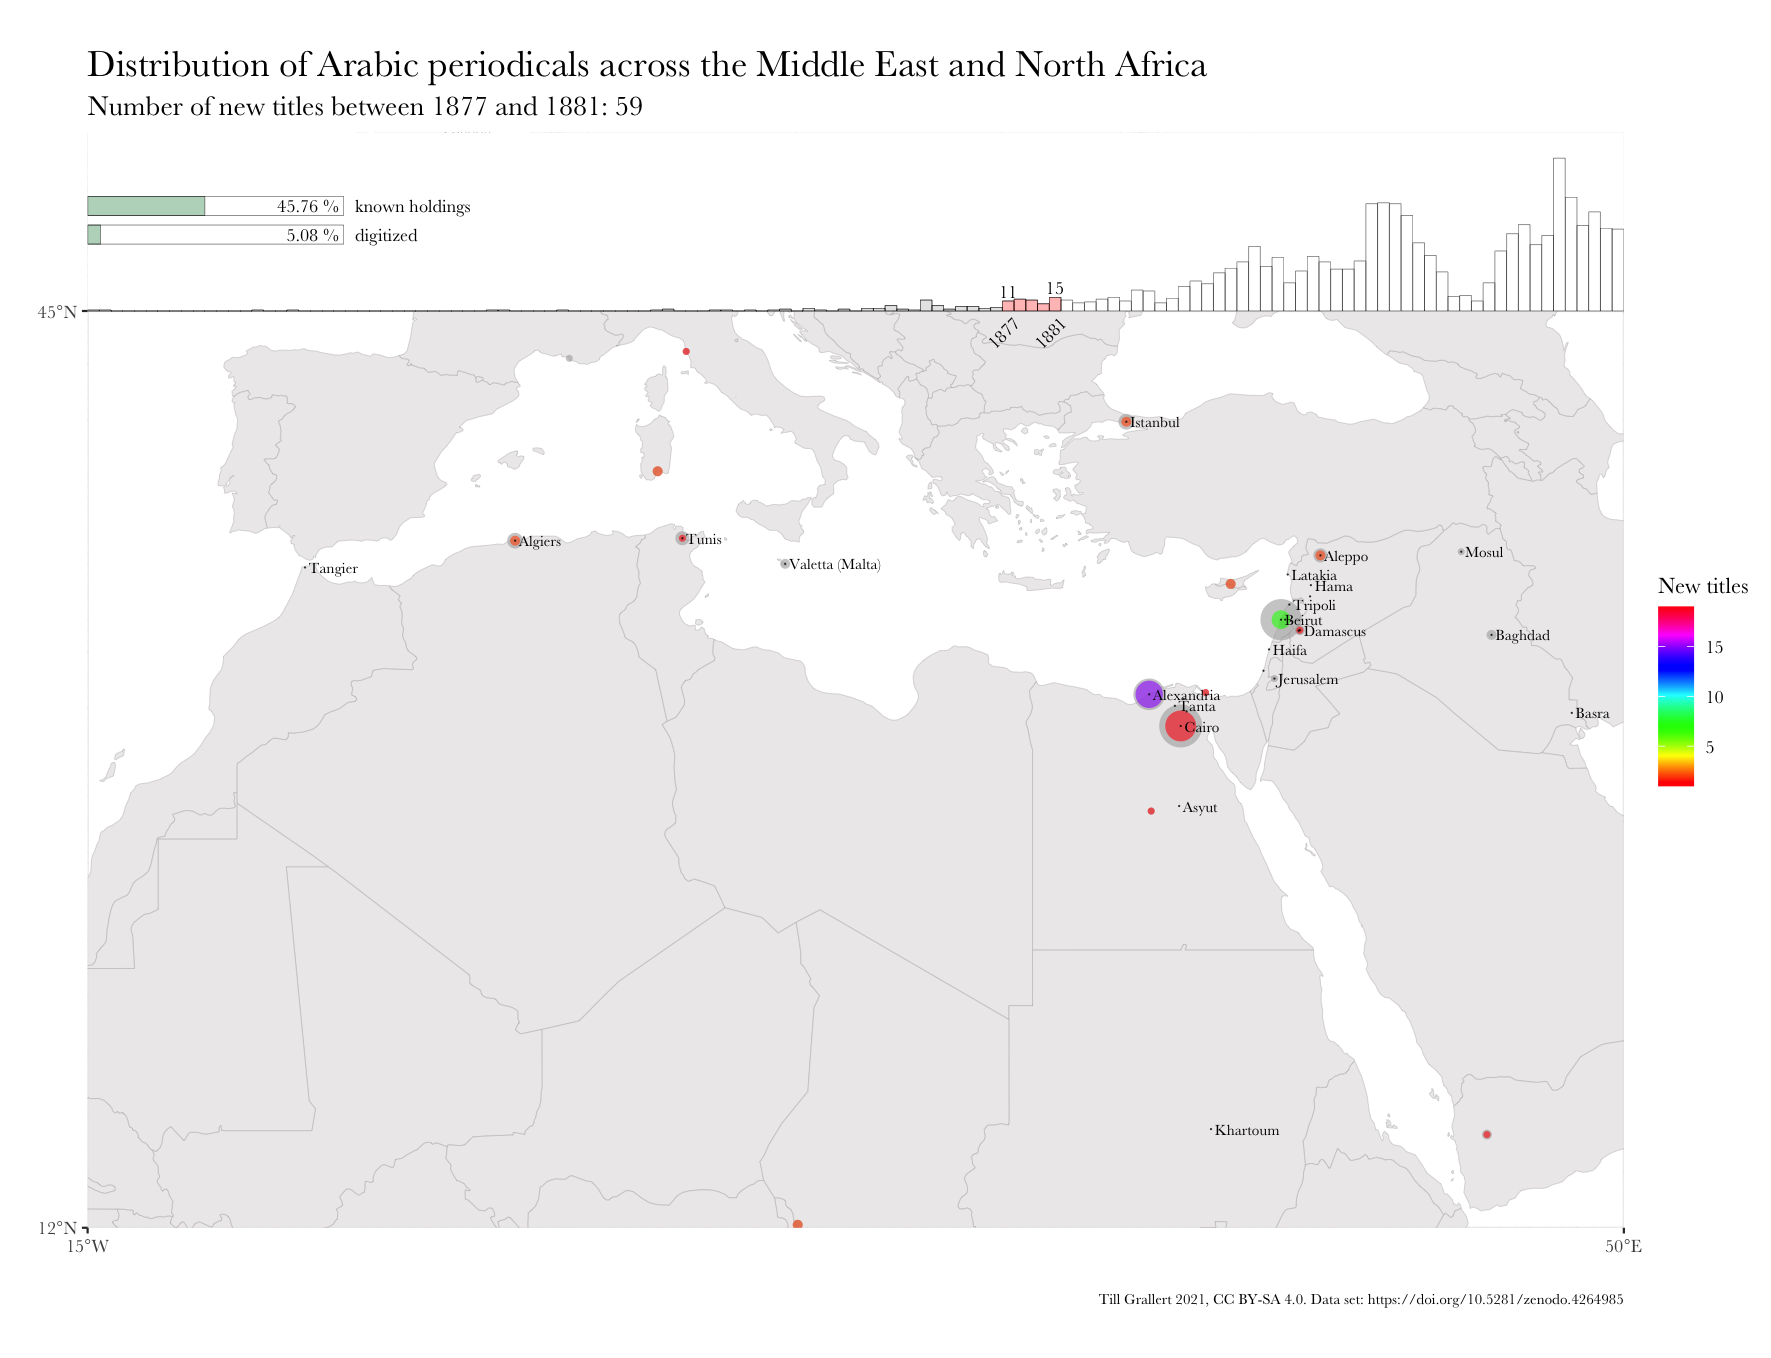 Distribution of Arabic periodicals across the Middle East and North Africa
Number of new titles between 1877 and 1881: 59
45.76 % known holdings
5.08 % digitized
11
15
45°N
1877
1881
Istanbul
Algiers
Tunis
Valetta (Malta)
Tangier
Aleppo
Mosul
Latakia
Hama
Tripoli
Beirut
Damascus
Baghdad
Haifa
Jerusalem
Alexandria
Tanta
Cairo
Basra
Asyut
Khartoum
New titles
15
10
5
12°N
15°W
50°E
Till Grallert 2021, CC BY-SA 4.0. Data set: https://doi.org/10.5281/zenodo.4264985